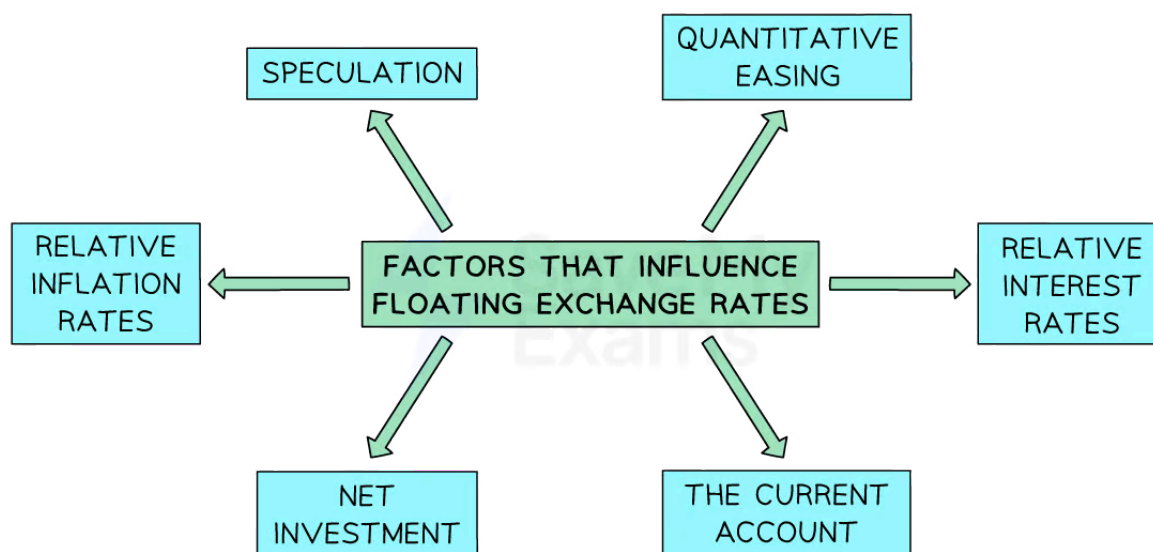 SPECULATION
QUANTITATIVE
EASING
RELATIVE
INFLATION
RATES
FACTORS THAT INFLUENCE
FLOATING EXCHANGE RATES
RELATIVE
INTEREST
RATES
NET
INVESTMENT
THE CURRENT
ACCOUNT